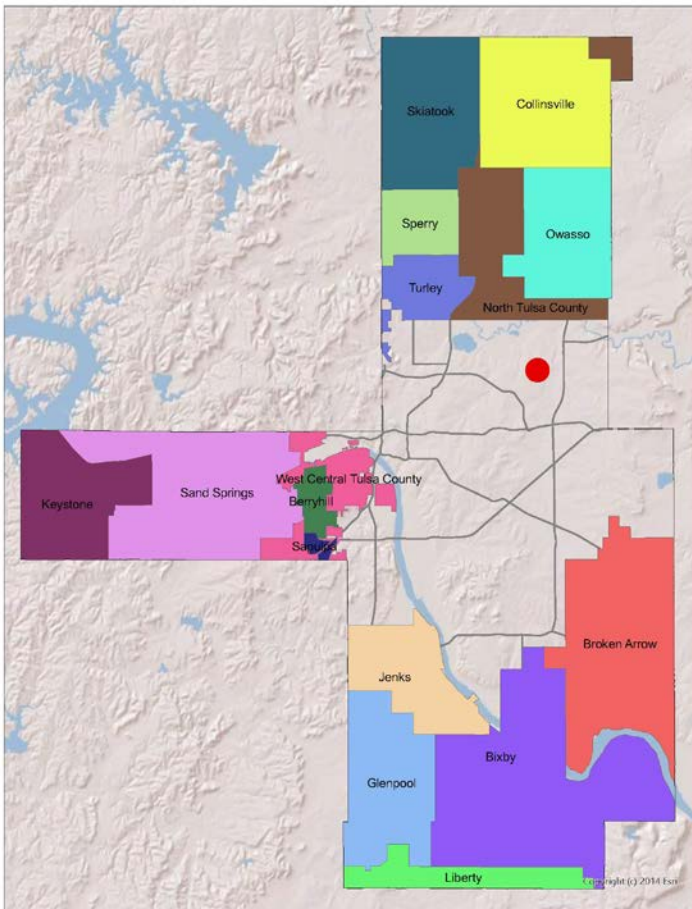 Skiatook
Collinsville
Sperry
Owasso
Turley
North Tulsa County
West Central Tulsa County
Sand Springs
Keystone
Berryhill
Sapulpa
Broken Arrow
Jenks
Bixby
Glenpool
Liberty
Copyright (c) 2014 Esri